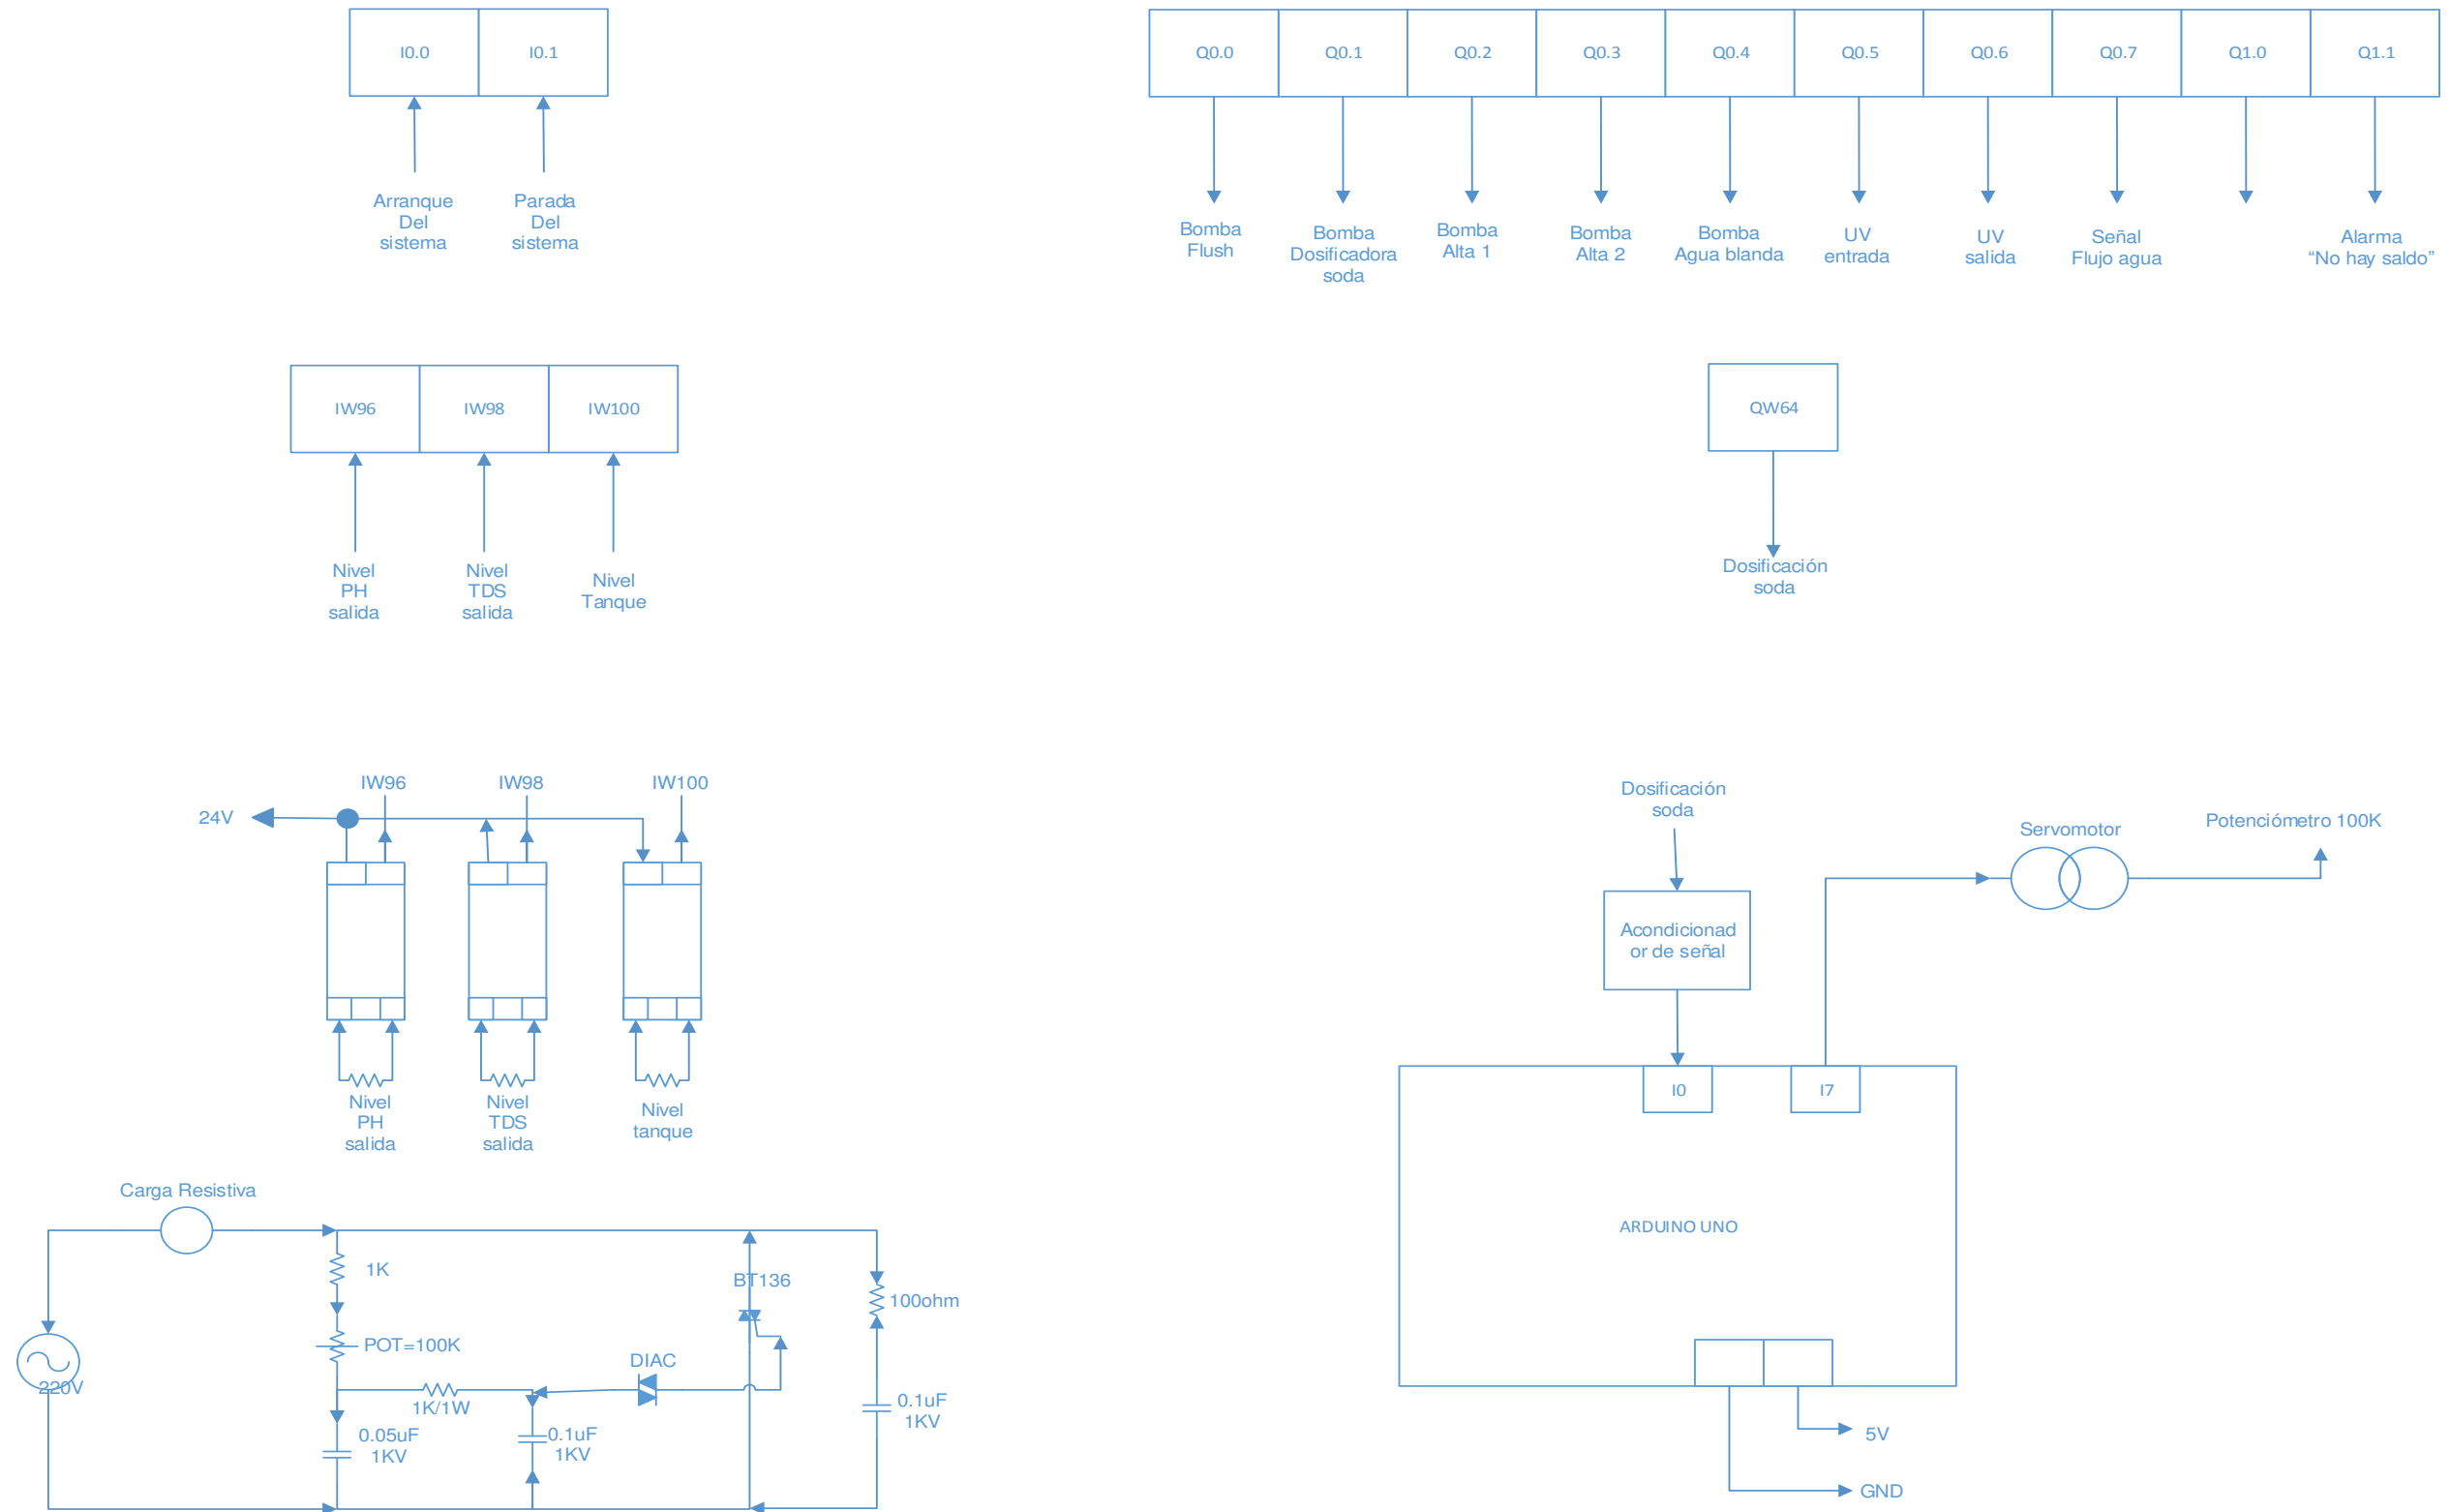 I0.0
I0.1
Arranque
Del
sistema
Parada
Del
sistema
Q0.0
Q0.1
Q0.2
Q0.3
Q0.4
Q0.5
Q0.6
Q0.7
Q1.0
Q1.1
Bomba
Flush
Bomba
Dosificadora
soda
Bomba
Alta 1
Bomba
Alta 2
Bomba
Agua blanda
UV
entrada
UV
salida
Señal
Flujo agua
Alarma
“No hay saldo”
IW96
IW98
IW100
Nivel
PH
salida
Nivel
TDS
salida
Nivel
Tanque
QW64
Dosificación
soda
IW96
IW98
IW100
24V
Nivel
PH
salida
Nivel
TDS
salida
Nivel
tanque
Dosificación
soda
Acondicionad
or de señal
Servomotor
Potenciómetro 100K
I0
I7
ARDUINO UNO
5V
GND
Carga Resistiva
220V
1K
POT=100K
1K/1W
0.05uF
1KV
0.1uF
1KV
DIAC
BT136
100ohm
0.1uF
1KV